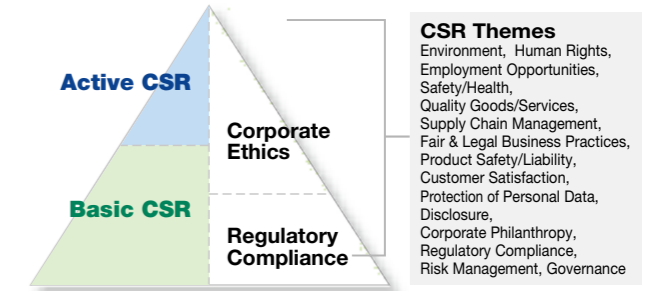 Active CSR
Basic CSR
Corporate
Ethics
Regulatory
Compliance
CSR Themes
Environment, Human Rights,
Employment Opportunities,
Safety/Health,
Quality Goods/Services,
Supply Chain Management,
Fair & Legal Business Practices,
Product Safety/Liability,
Customer Satisfaction,
Protection of Personal Data,
Disclosure,
Corporate Philanthropy,
Regulatory Compliance,
Risk Management, Governance